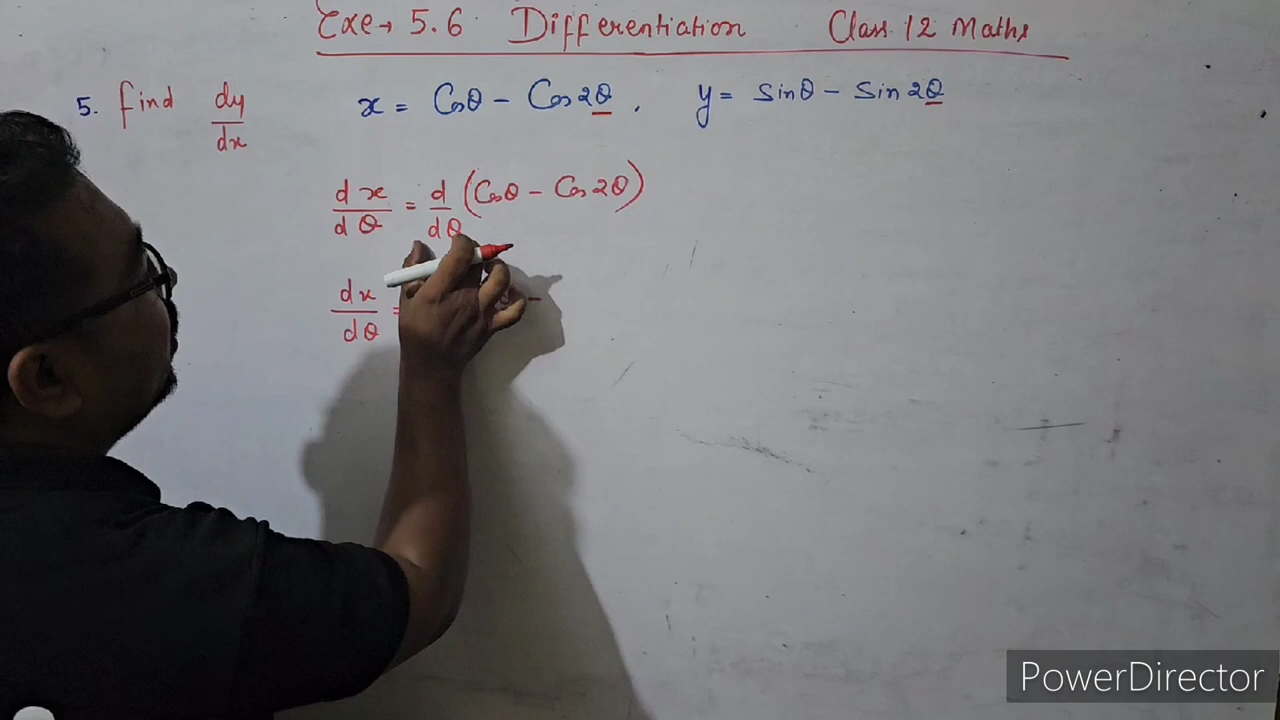 Exe→ 5.6 Differentiation Class 12 Maths
5. Find dy/dx x = Cosθ - Cos2θ, y = Sinθ - Sin2θ
dx/dθ = d/dθ (Cosθ - Cos2θ)
dx/dθ =
PowerDirector